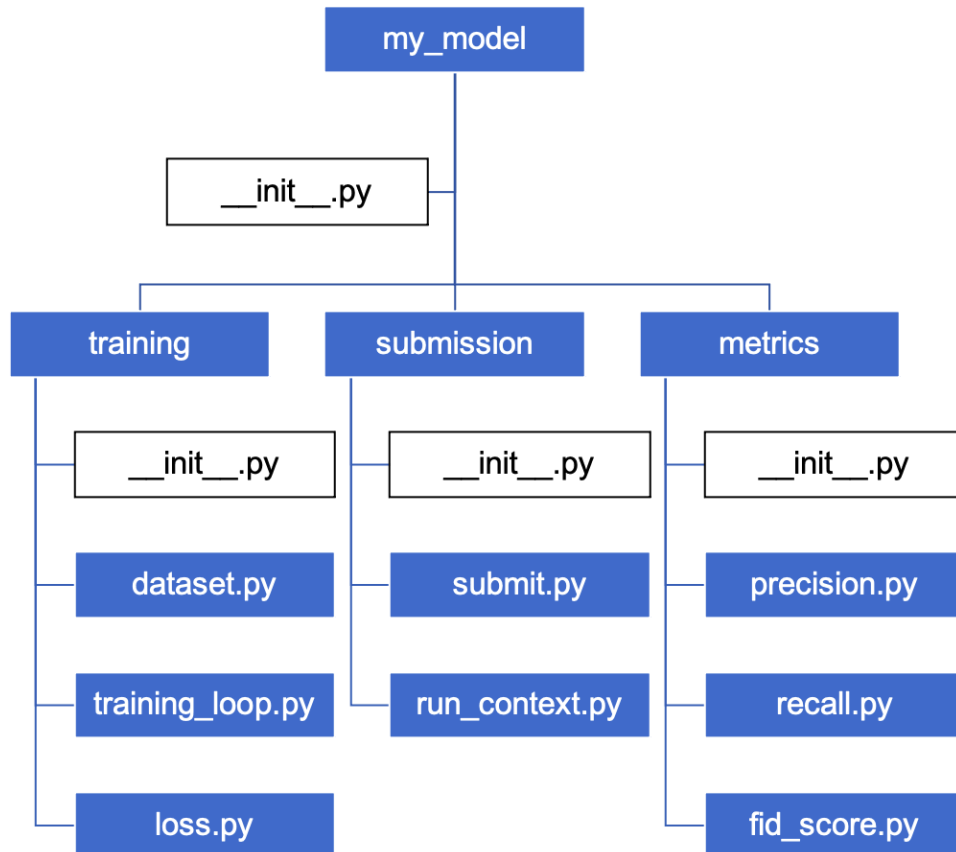 my_model
__init__.py
training
submission
metrics
__init__.py
__init__.py
__init__.py
dataset.py
submit.py
precision.py
training_loop.py
run_context.py
recall.py
loss.py
fid_score.py